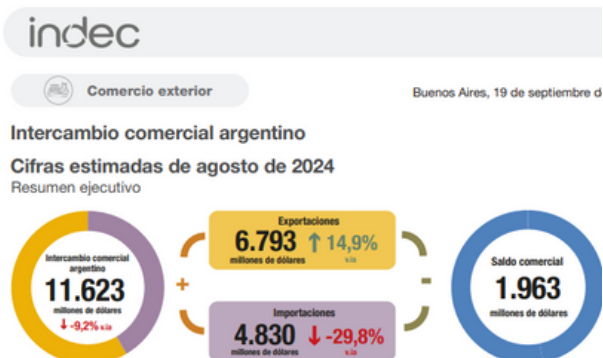 indec
Comercio exterior
Buenos Aires, 19 de septiembre d
Intercambio comercial argentino
Cifras estimadas de agosto de 2024
Resumen ejecutivo
Intercambio comercial
argentino
11.623
millones de dólares
↓ -9,2% v.i.a
+
Exportaciones
6.793 ↑ 14,9%
millones de dólares v.i.a
Importaciones
4.830 ↓ -29,8%
millones de dólares v.i.a
-
Saldo comercial
1.963
millones de dólares